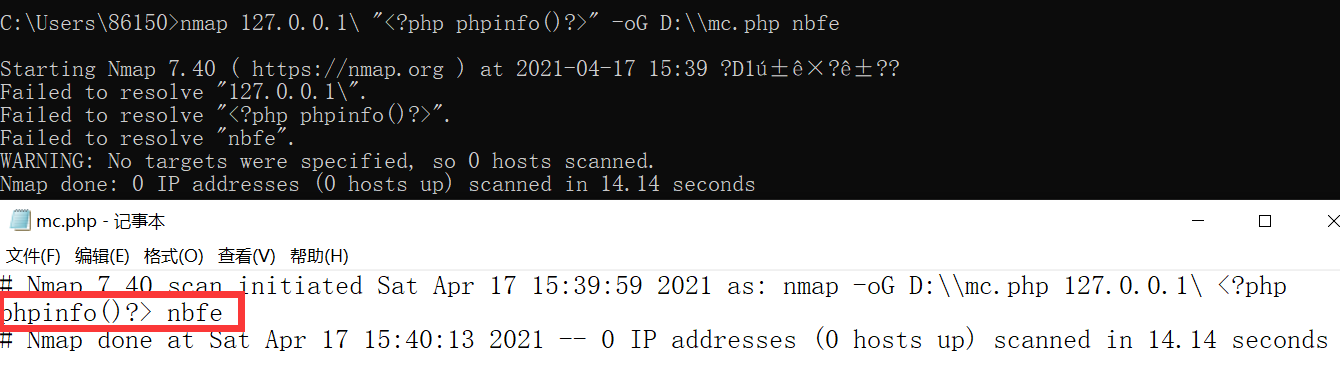 C:\Users\86150>nmap 127.0.0.1\ "<?php phpinfo()?>" -oG D:\\mc.php nbfe
Starting Nmap 7.40 ( https://nmap.org ) at 2021-04-17 15:39 ?D1ú±ê×?ê±??
Failed to resolve "127.0.0.1\".
Failed to resolve "<?php phpinfo()?>".
Failed to resolve "nbfe".
WARNING: No targets were specified, so 0 hosts scanned.
Nmap done: 0 IP addresses (0 hosts up) scanned in 14.14 seconds
mc.php - 记事本
文件(F) 编辑(E) 格式(O) 查看(V) 帮助(H)
# Nmap 7.40 scan initiated Sat Apr 17 15:39:59 2021 as: nmap -oG D:\\mc.php 127.0.0.1\ <?php
phpinfo()?> nbfe
# Nmap done at Sat Apr 17 15:40:13 2021 -- 0 IP addresses (0 hosts up) scanned in 14.14 seconds